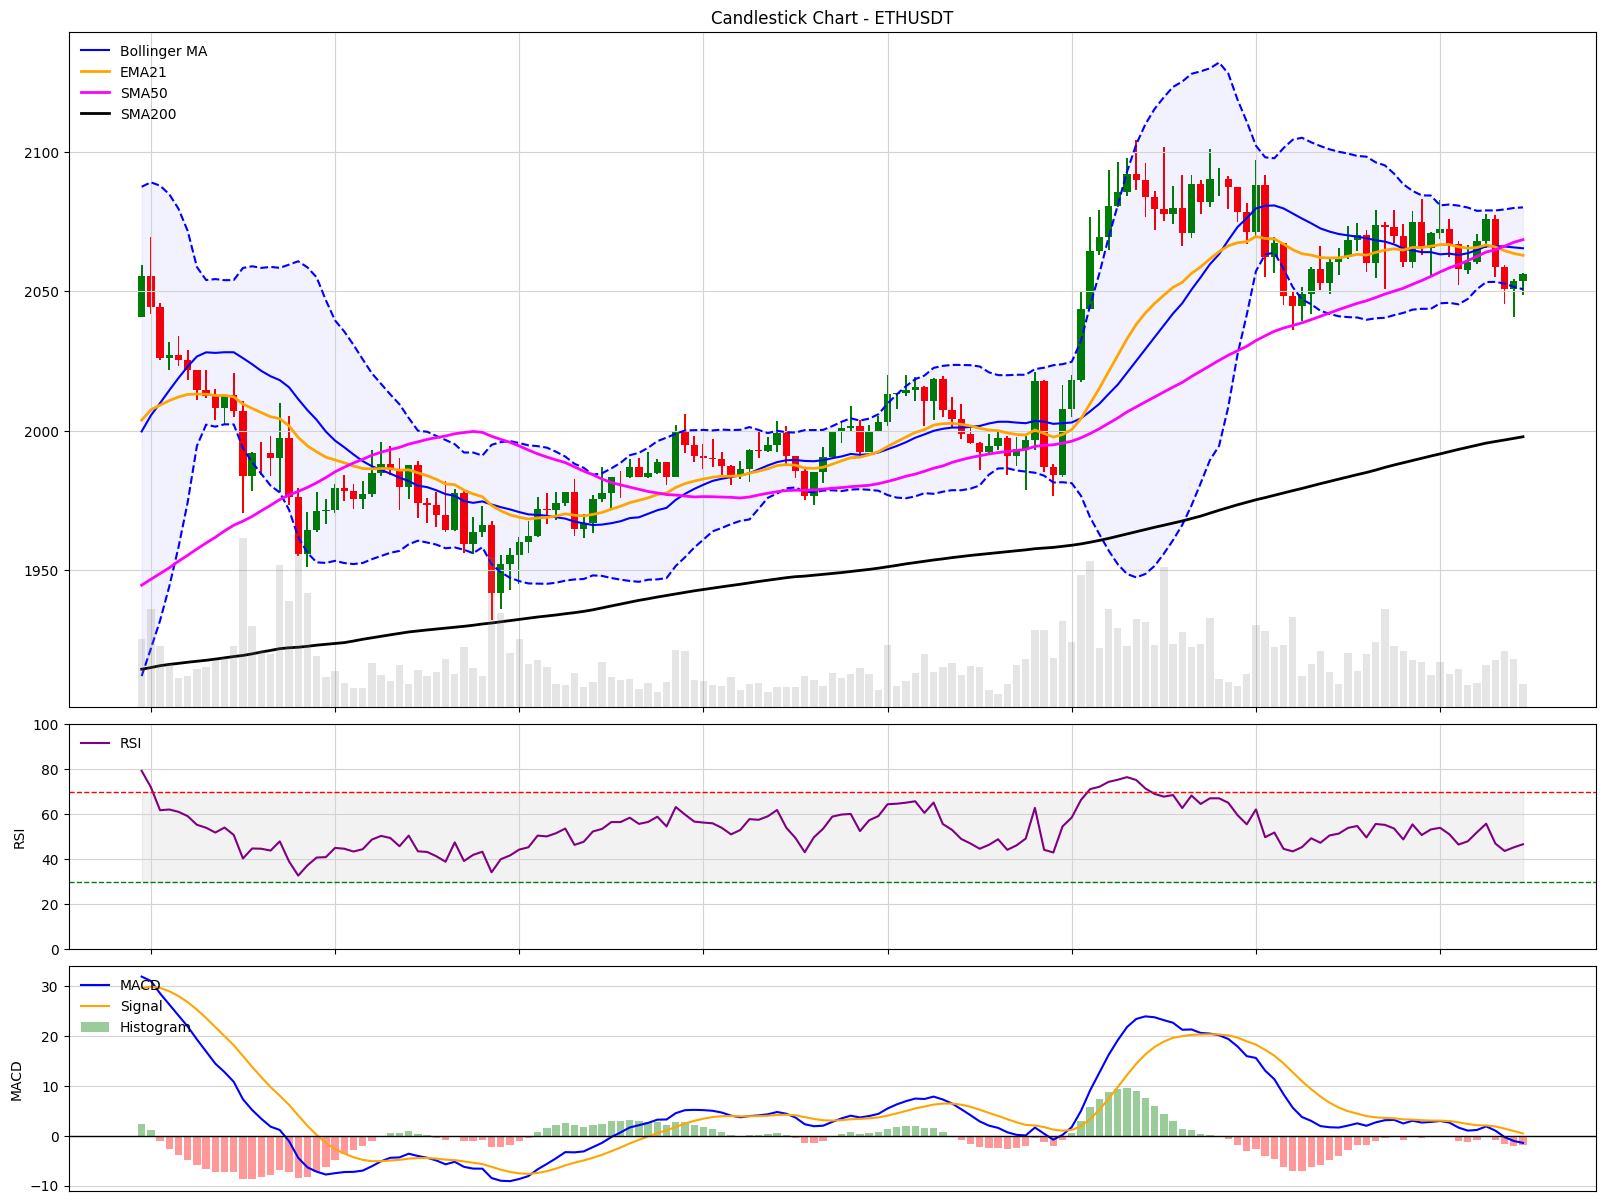 Candlestick Chart - ETHUSDT
Bollinger MA
EMA21
SMA50
SMA200
2100
2050
2000
1950
RSI
100
80
60
40
20
0
RSI
MACD
Signal
Histogram
30
20
10
0
−10
MACD